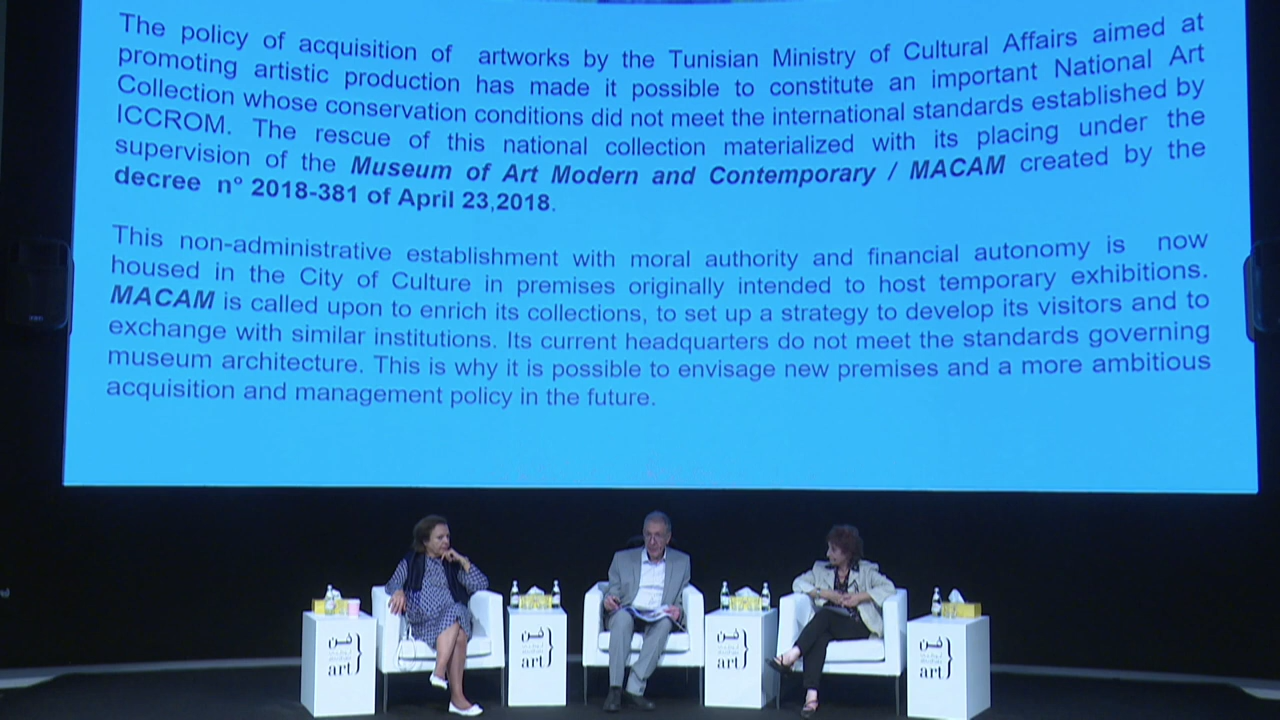 The policy of acquisition of artworks by the Tunisian Ministry of Cultural Affairs aimed at
promoting artistic production has made it possible to constitute an important National Art
Collection whose conservation conditions did not meet the international standards established by
ICCROM. The rescue of this national collection materialized with its placing under the
supervision of the Museum of Art Modern and Contemporary / MACAM created by the
decree n° 2018-381 of April 23,2018.
This non-administrative establishment with moral authority and financial autonomy is now
housed in the City of Culture in premises originally intended to host temporary exhibitions.
MACAM is called upon to enrich its collections, to set up a strategy to develop its visitors and to
exchange with similar institutions. Its current headquarters do not meet the standards governing
museum architecture. This is why it is possible to envisage new premises and a more ambitious
acquisition and management policy in the future.
فن
art
فن
art
فن
art
فن
art